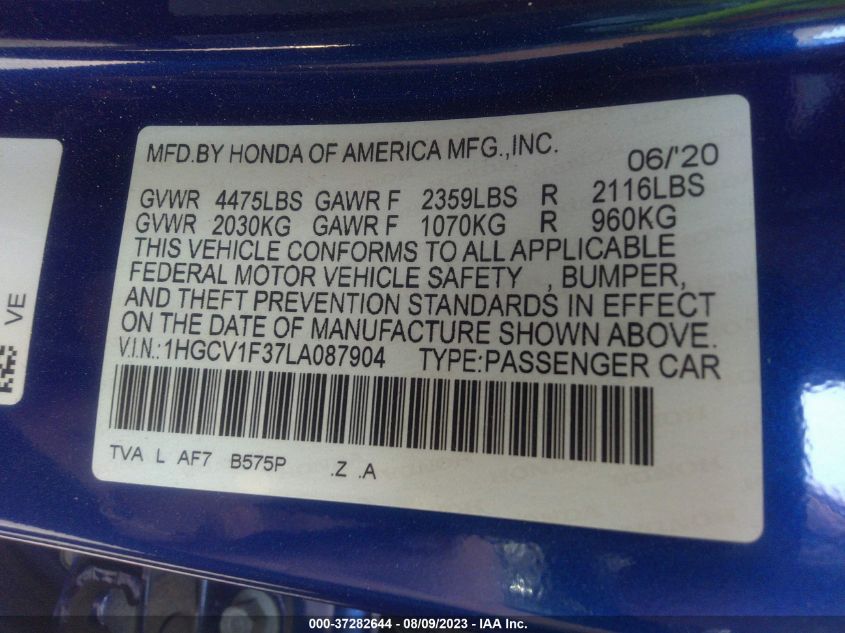 MFD.BY HONDA OF AMERICA MFG.,INC. 06/'20
GVWR 4475LBS GAWR F 2359LBS R 2116LBS
GVWR 2030KG GAWR F 1070KG R 960KG
THIS VEHICLE CONFORMS TO ALL APPLICABLE
FEDERAL MOTOR VEHICLE SAFETY , BUMPER,
AND THEFT PREVENTION STANDARDS IN EFFECT
ON THE DATE OF MANUFACTURE SHOWN ABOVE.
V.I.N.:1HGCV1F37LA087904 TYPE:PASSENGER CAR
TVA L AF7 B575P .Z .A
VE
000-37282644 - 08/09/2023 - IAA Inc.